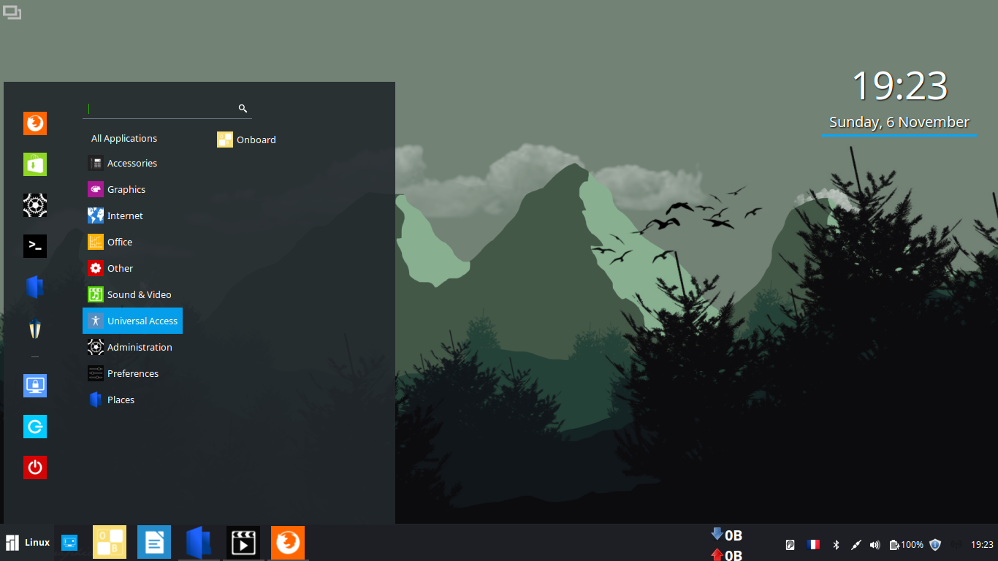 19:23
Sunday, 6 November
All Applications
Onboard
Accessories
Graphics
Internet
Office
Other
Sound & Video
Universal Access
Administration
Preferences
Places
Linux
0B
0B
100%
19:23